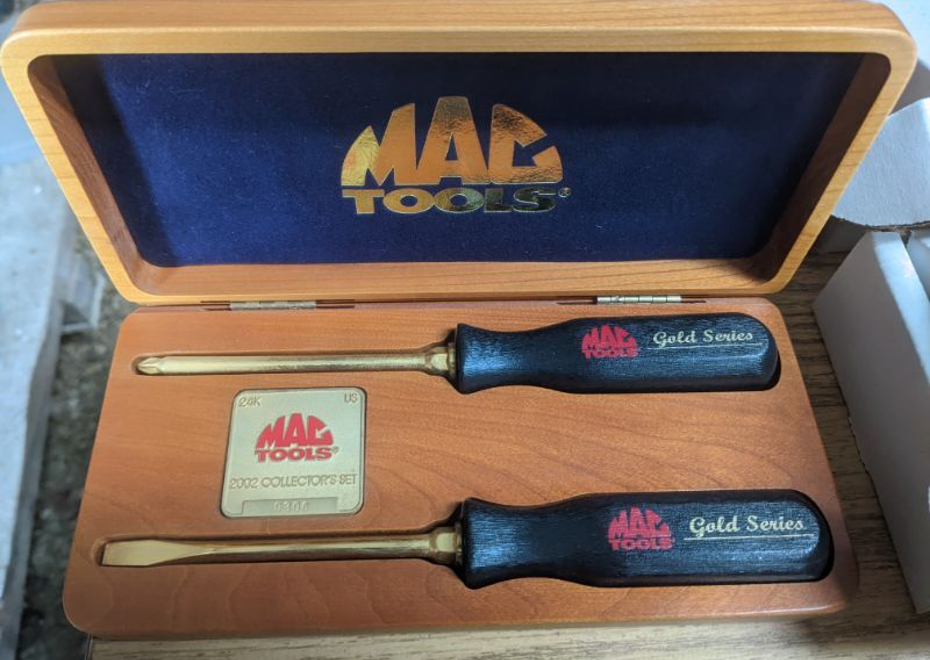 MAC
TOOLS®
MAC
TOOLS
Gold Series
24K US
MAC
TOOLS®
2002 COLLECTOR'S SET
MAC
TOOLS
Gold Series